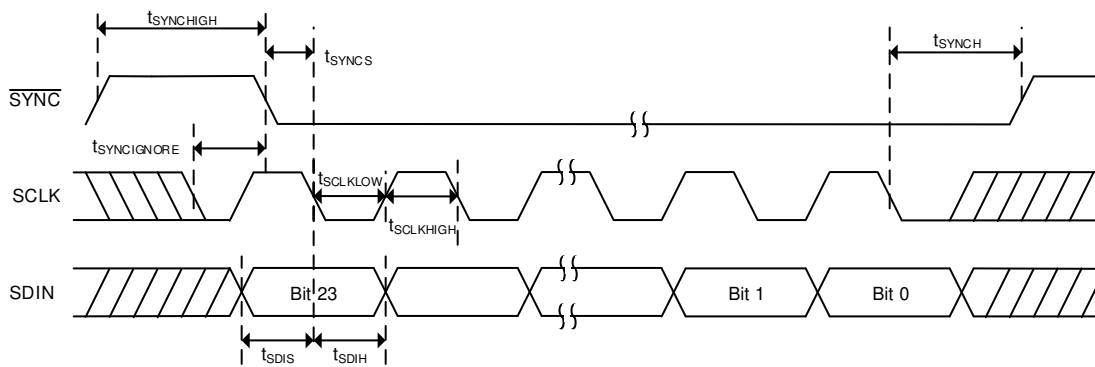 tSYNCHIGH
tSYNCS
tSYNCH
SYNC
tSYNCIGNORE
SCLK
tSCLKLOW
tSCLKHIGH
SDIN
Bit 23
Bit 1
Bit 0
tSDIS
tSDIH